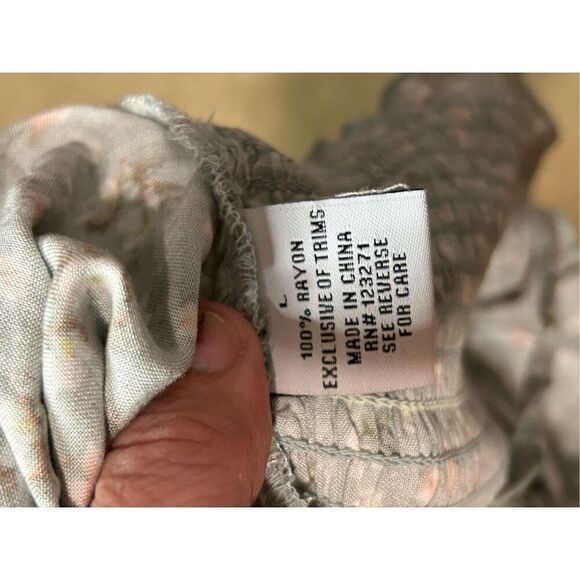 L
100% RAYON
EXCLUSIVE OF TRIMS
MADE IN CHINA
RN# 123271
SEE REVERSE
FOR CARE